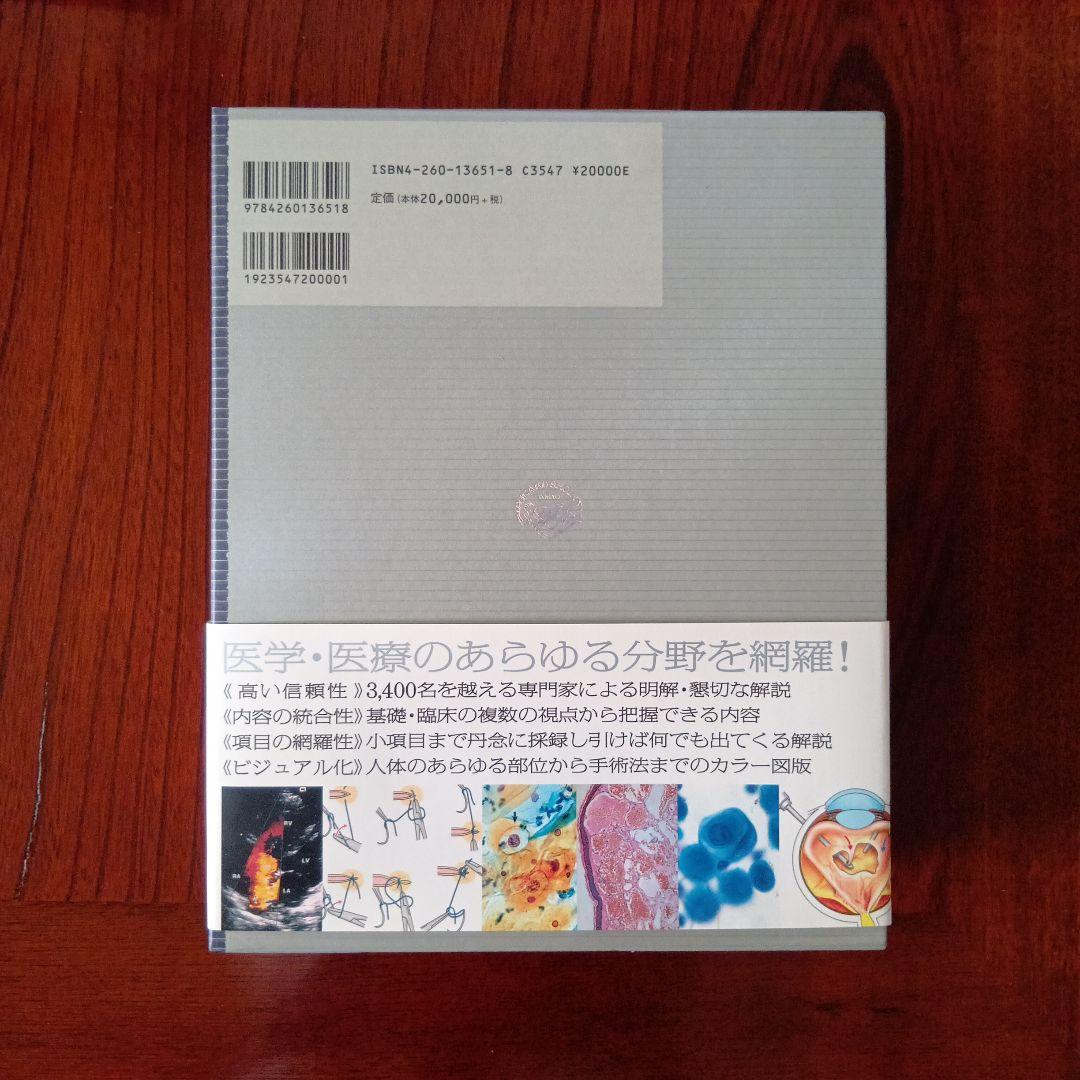 ISBN4-260-13651-8 C3547 ¥20000E
定価(本体20,000円+税)
9784260136518
1923547200001
医学・医療のあらゆる分野を網羅!
《高い信頼性》3,400名を越える専門家による明解・懇切な解説
《内容の統合性》基礎・臨床の複数の視点から把握できる内容
《項目の網羅性》小項目まで丹念に採録し引けば何でも出てくる解説
《ビジュアル化》人体のあらゆる部位から手術法までのカラー図版
RV
LV
RA
LA